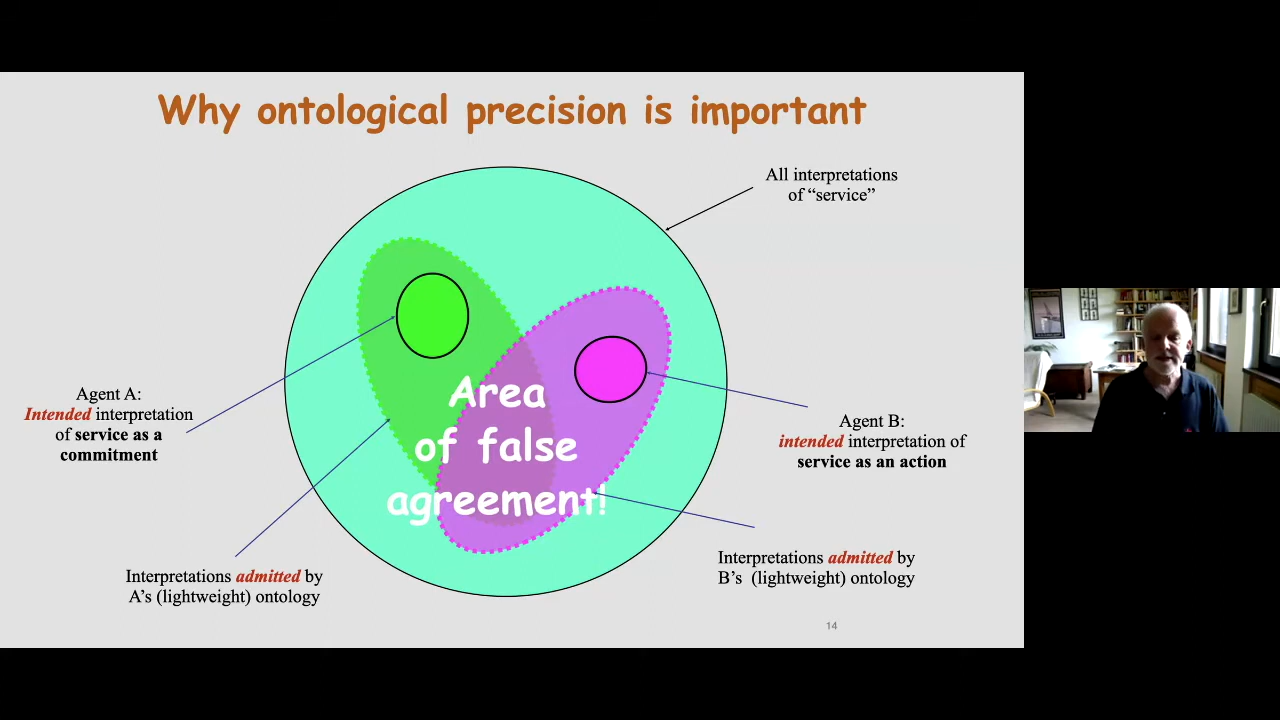 Why ontological precision is important
All interpretations
of “service”
Agent A:
Intended interpretation
of service as a
commitment
Area
of false
agreement!
Agent B:
intended interpretation of
service as an action
Interpretations admitted by
A’s (lightweight) ontology
Interpretations admitted by
B’s (lightweight) ontology
14